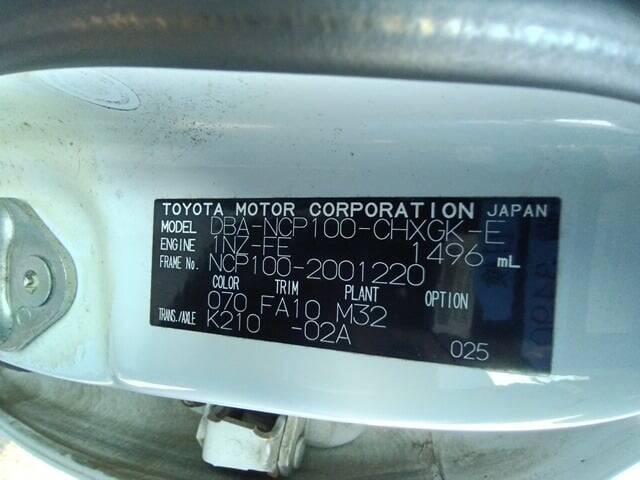 TOYOTA MOTOR CORPORATION JAPAN
MODEL DBA-NCP100-CHXGK-E
ENGINE 1NZ-FE 1496 mL
FRAME No. NCP100-2001220
COLOR TRIM PLANT OPTION
070 FA10 M32
TRANS./AXLE K210 -02A
025